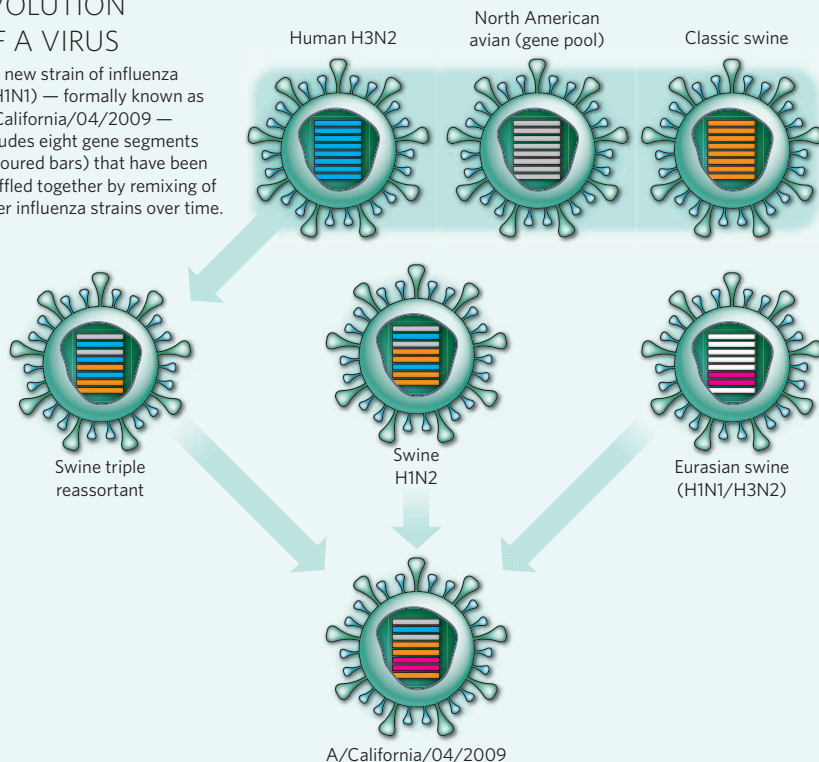 VOLUTION
F A VIRUS
new strain of influenza
H1N1) — formally known as
California/04/2009 —
udes eight gene segments
oured bars) that have been
ffled together by remixing of
er influenza strains over time.
Human H3N2
North American
avian (gene pool)
Classic swine
Swine triple
reassortant
Swine
H1N2
Eurasian swine
(H1N1/H3N2)
A/California/04/2009